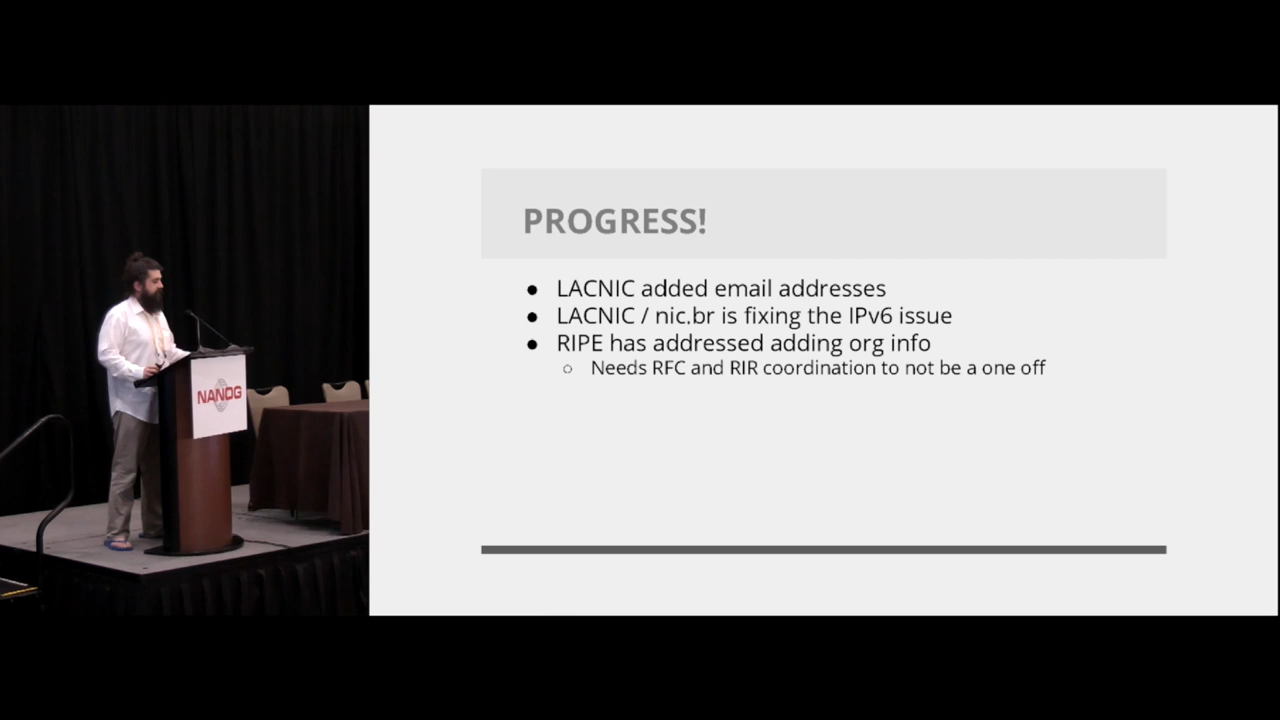 NANOG
PROGRESS!
● LACNIC added email addresses
● LACNIC / nic.br is fixing the IPv6 issue
● RIPE has addressed adding org info
○ Needs RFC and RIR coordination to not be a one off